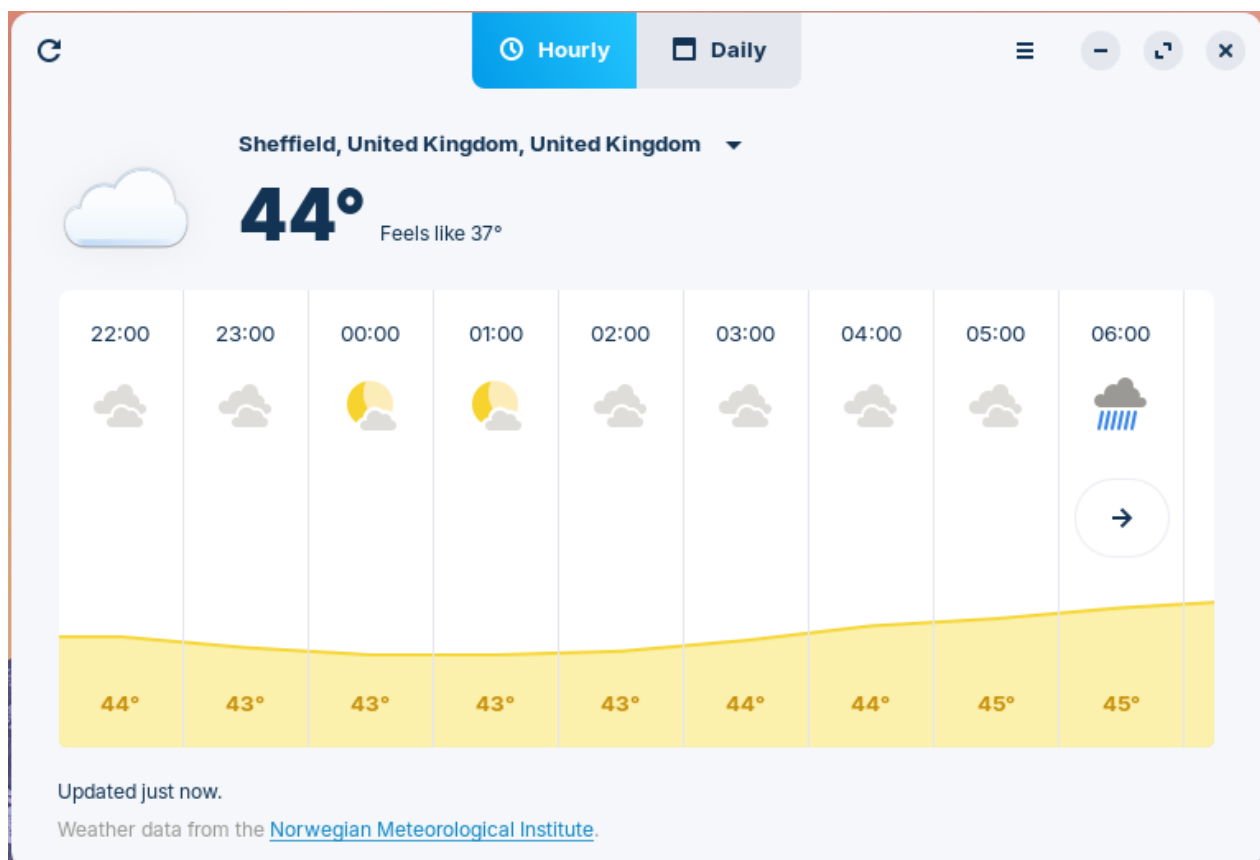 Hourly Daily
Sheffield, United Kingdom, United Kingdom
44°
Feels like 37°
22:00 23:00 00:00 01:00 02:00 03:00 04:00 05:00 06:00
44° 43° 43° 43° 43° 44° 44° 45° 45°
Updated just now.
Weather data from the Norwegian Meteorological Institute.